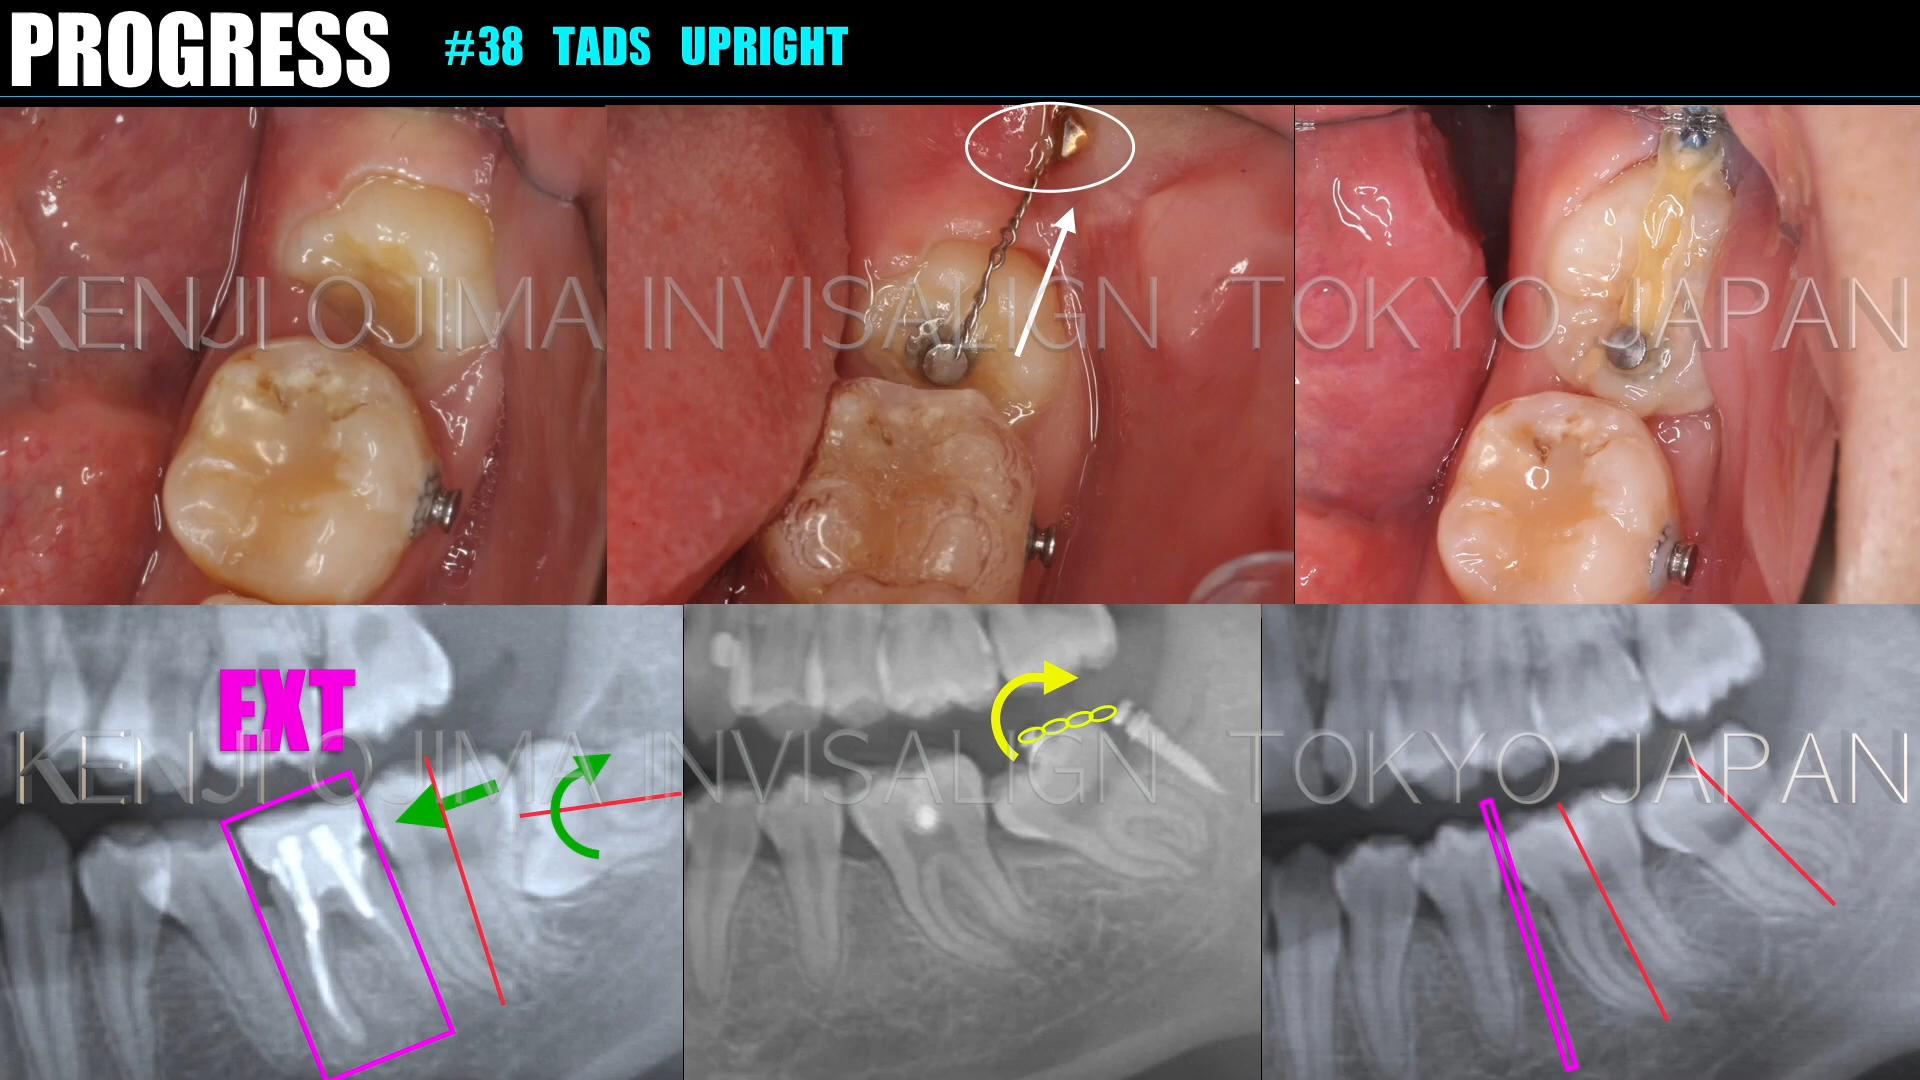 PROGRESS #38 TADS UPRIGHT
KENJI OJIMA INVISALIGN TOKYO JAPAN
EXT
KENJI OJIMA INVISALIGN TOKYO JAPAN